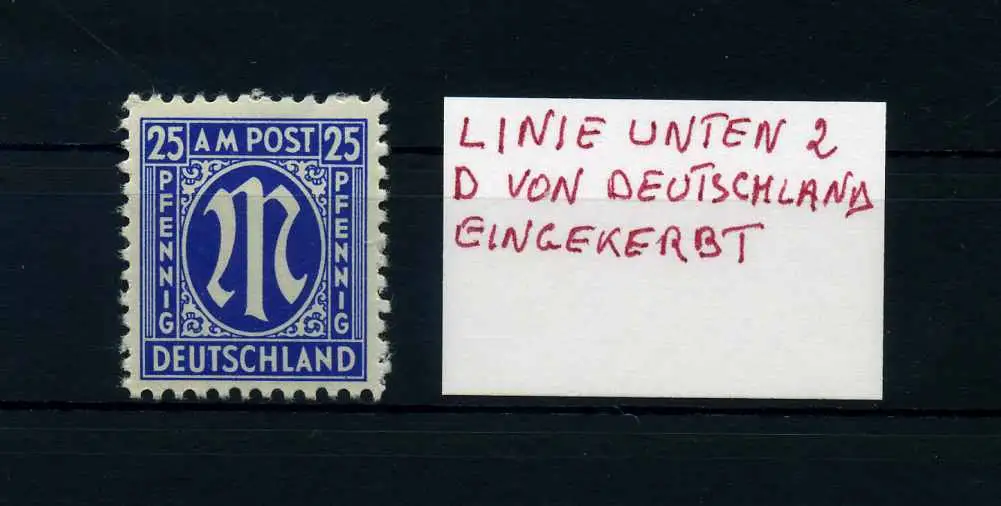 25 AM POST 25
PFENNIG
PFENNIG
M
DEUTSCHLAND
LINIE UNTEN 2
D VON DEUTSCHLAND
EINGEKERBT